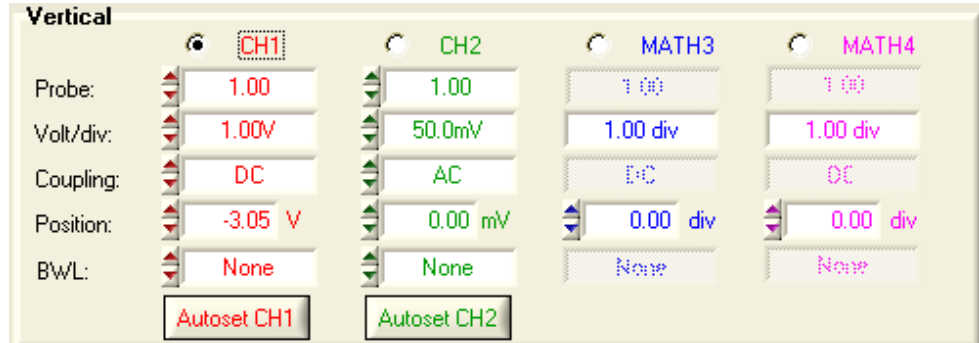 Vertical
CH1 CH2 MATH3 MATH4
Probe: 1.00 1.00 1.00 1.00
Volt/div: 1.00V 50.0mV 1.00 div 1.00 div
Coupling: DC AC DC DC
Position: -3.05 V 0.00 mV 0.00 div 0.00 div
BWL: None None None None
Autoset CH1 Autoset CH2